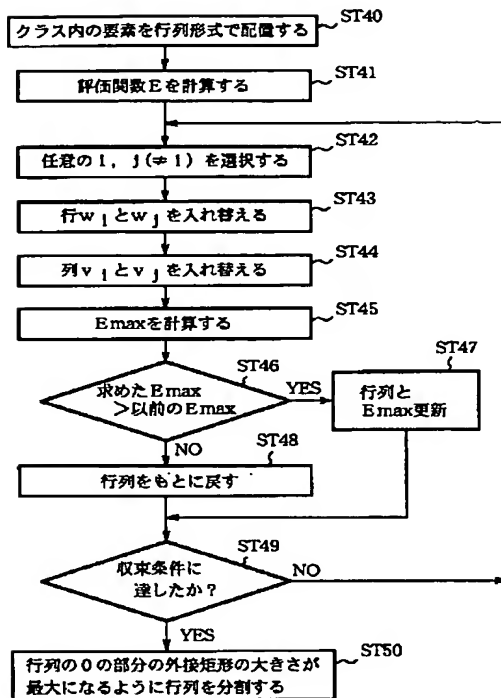 ST40
クラス内の要素を行列形式で配置する
ST41
評価関数Eを計算する
ST42
任意のi, j(≠i) を選択する
ST43
行wiとwjを入れ替える
ST44
列viとvjを入れ替える
ST45
Emaxを計算する
ST46
求めたEmax
>以前のEmax
YES
ST47
行列と
Emax更新
NO
ST48
行列をもとに戻す
ST49
収束条件に
達したか?
NO
YES
ST50
行列の0の部分の外接矩形の大きさが
最大になるように行列を分割する